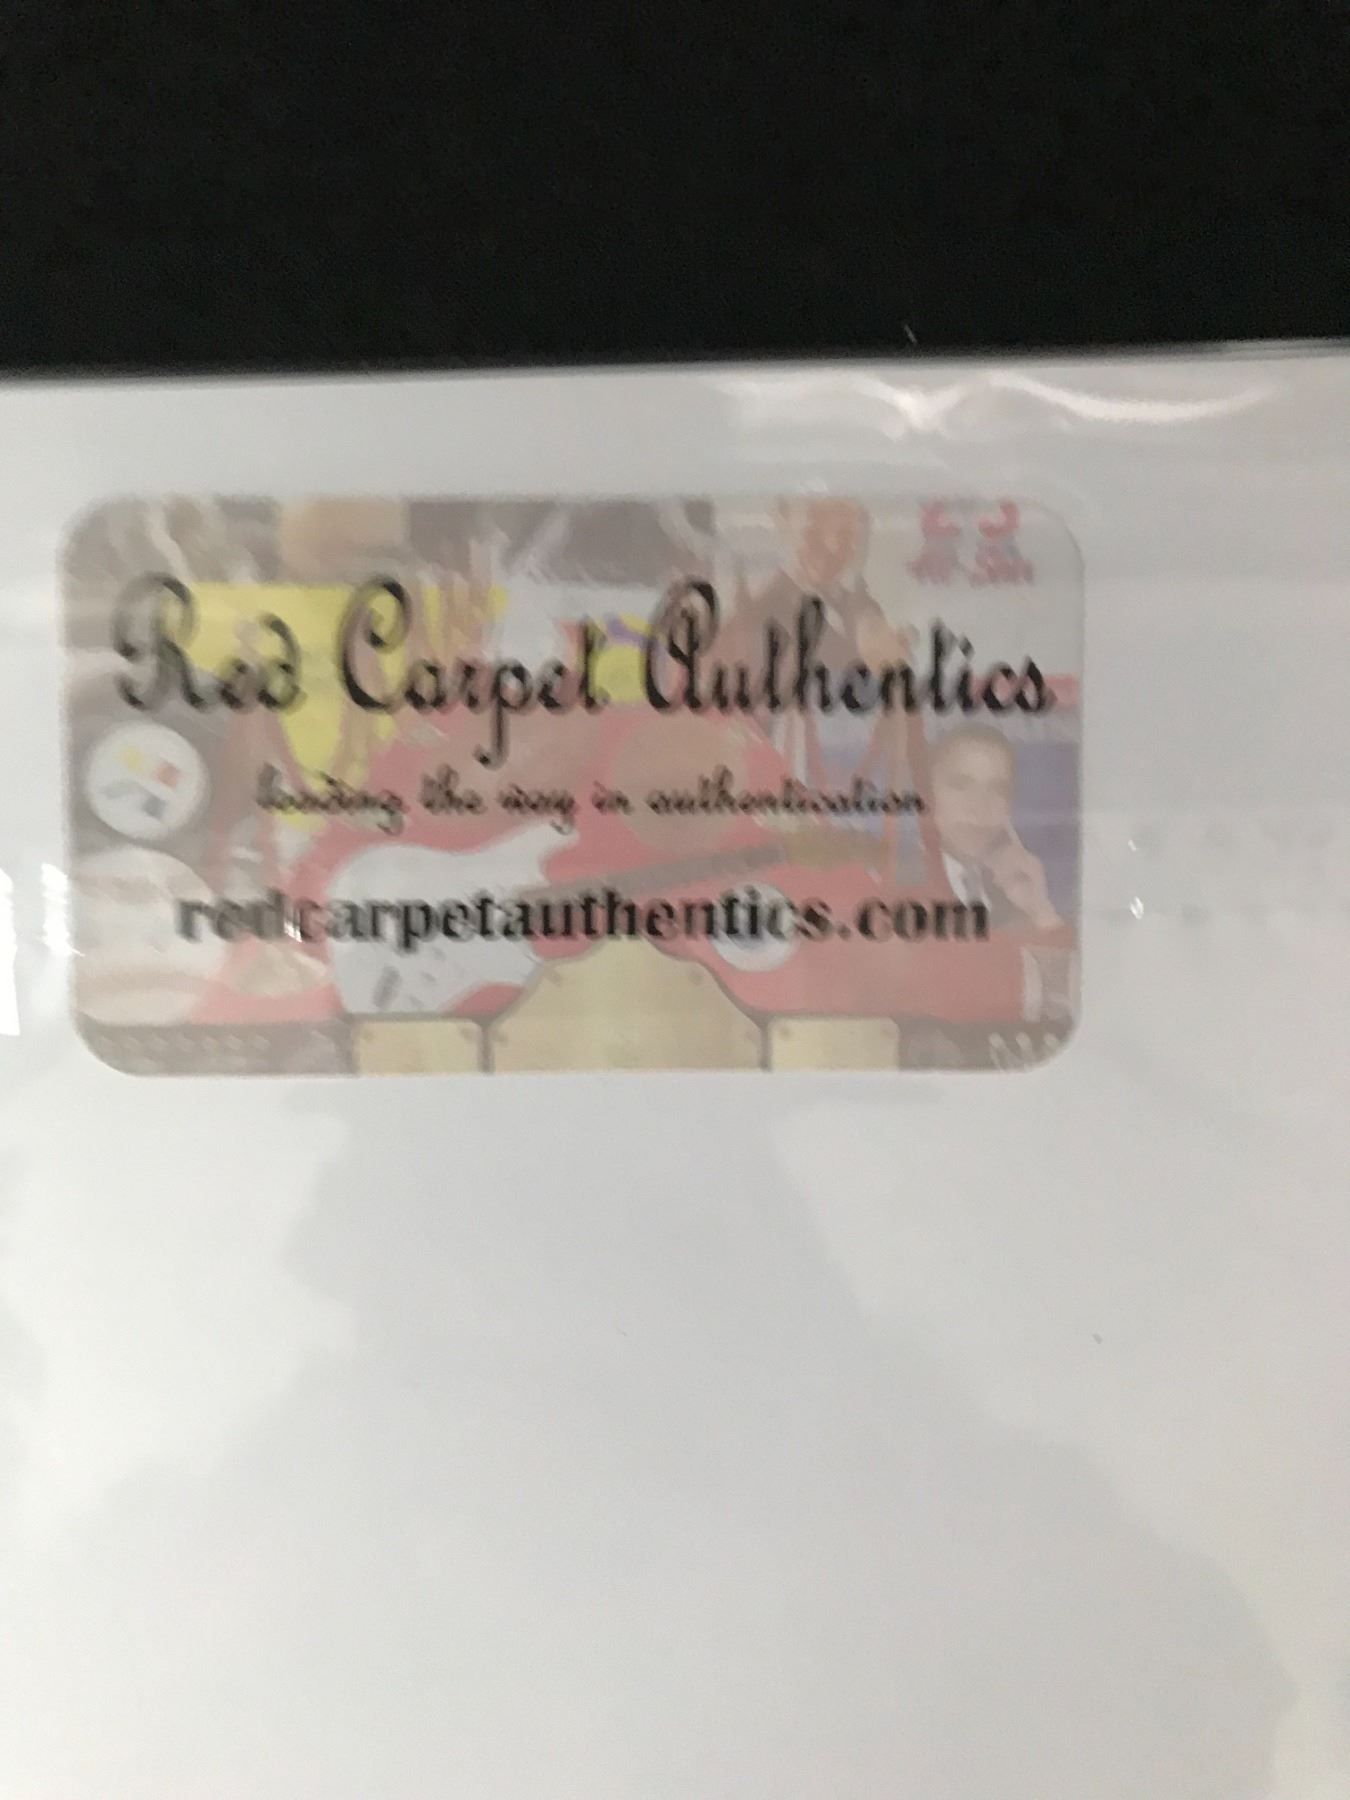 Red Carpet Authentics
leading the way in authentication
redcarpetauthentics.com